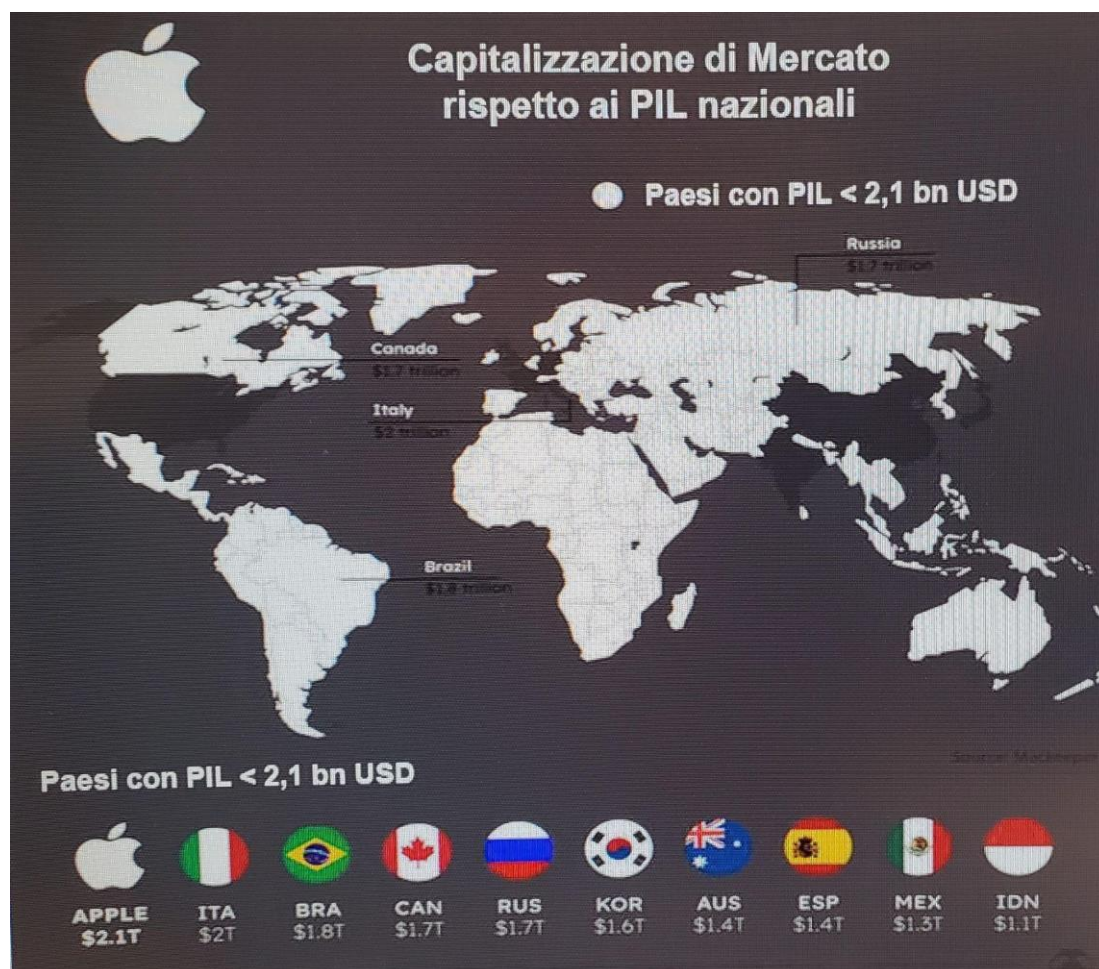 Capitalizzazione di Mercato
rispetto ai PIL nazionali
Paesi con PIL < 2,1 bn USD
Russia
$1.7 trillion
Canada
$1.7 trillion
Italy
$2 trillion
Brazil
$1.8 trillion
Source: Mackeeper
Paesi con PIL < 2,1 bn USD
APPLE ITA BRA CAN RUS KOR AUS ESP MEX IDN
$2.1T $2T $1.8T $1.7T $1.7T $1.6T $1.4T $1.4T $1.3T $1.1T